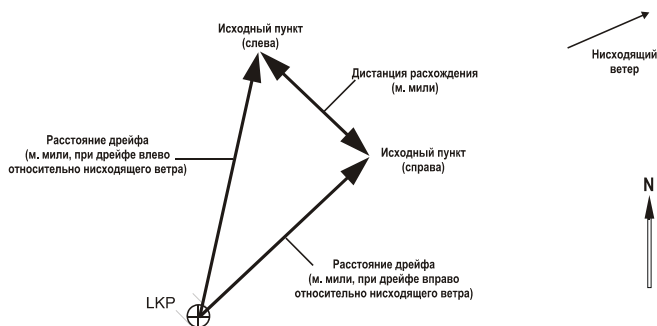 Исходный пункт
(слева)
Нисходящий
ветер
Дистанция расхождения
(м. мили)
Расстояние дрейфа
(м. мили, при дрейфе влево
относительно нисходящего ветра)
Исходный пункт
(справа)
N
Расстояние дрейфа
(м. мили, при дрейфе вправо
относительно нисходящего ветра)
LKP